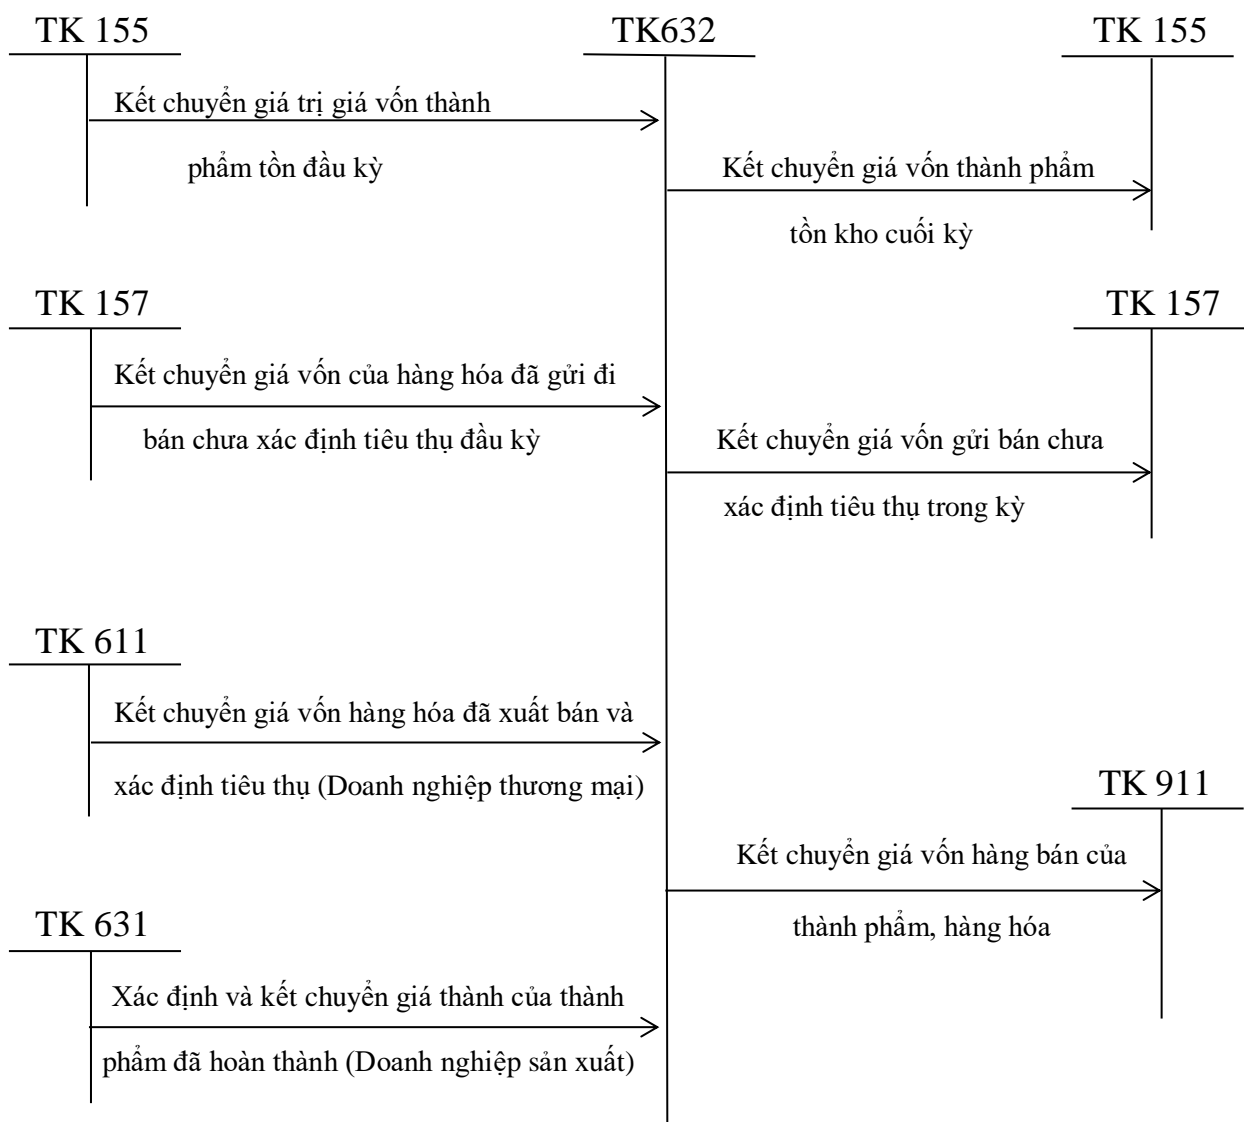 TK 155
TK632
TK 155
Kết chuyển giá trị giá vốn thành
phẩm tồn đầu kỳ
Kết chuyển giá vốn thành phẩm
tồn kho cuối kỳ
TK 157
TK 157
Kết chuyển giá vốn của hàng hóa đã gửi đi
bán chưa xác định tiêu thụ đầu kỳ
Kết chuyển giá vốn gửi bán chưa
xác định tiêu thụ trong kỳ
TK 611
Kết chuyển giá vốn hàng hóa đã xuất bán và
xác định tiêu thụ (Doanh nghiệp thương mại)
TK 911
Kết chuyển giá vốn hàng bán của
thành phẩm, hàng hóa
TK 631
Xác định và kết chuyển giá thành của thành
phẩm đã hoàn thành (Doanh nghiệp sản xuất)